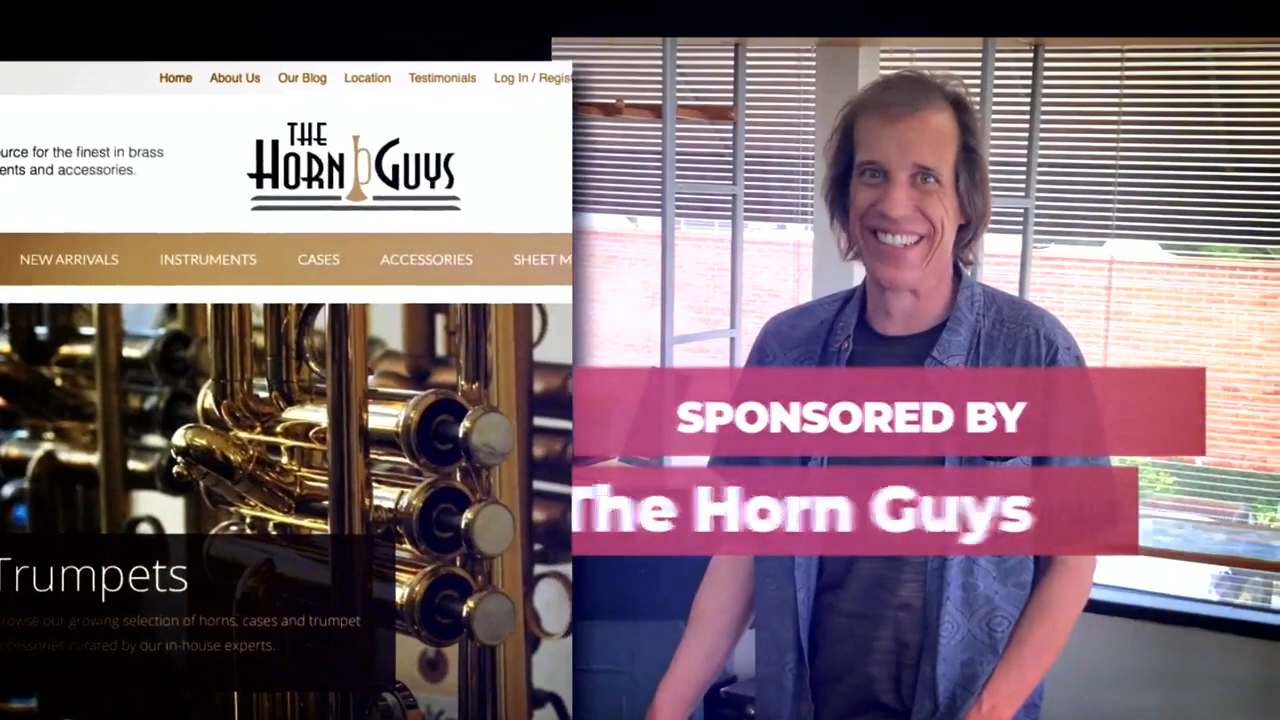 Home About Us Our Blog Location Testimonials Log In / Regist
urce for the finest in brass
ents and accessories.
THE
HORN GUYS
NEW ARRIVALS INSTRUMENTS CASES ACCESSORIES SHEET M
SPONSORED BY
The Horn Guys
Trumpets
rowse our growing selection of horns, cases and trumpet
ccessories curated by our in-house experts.